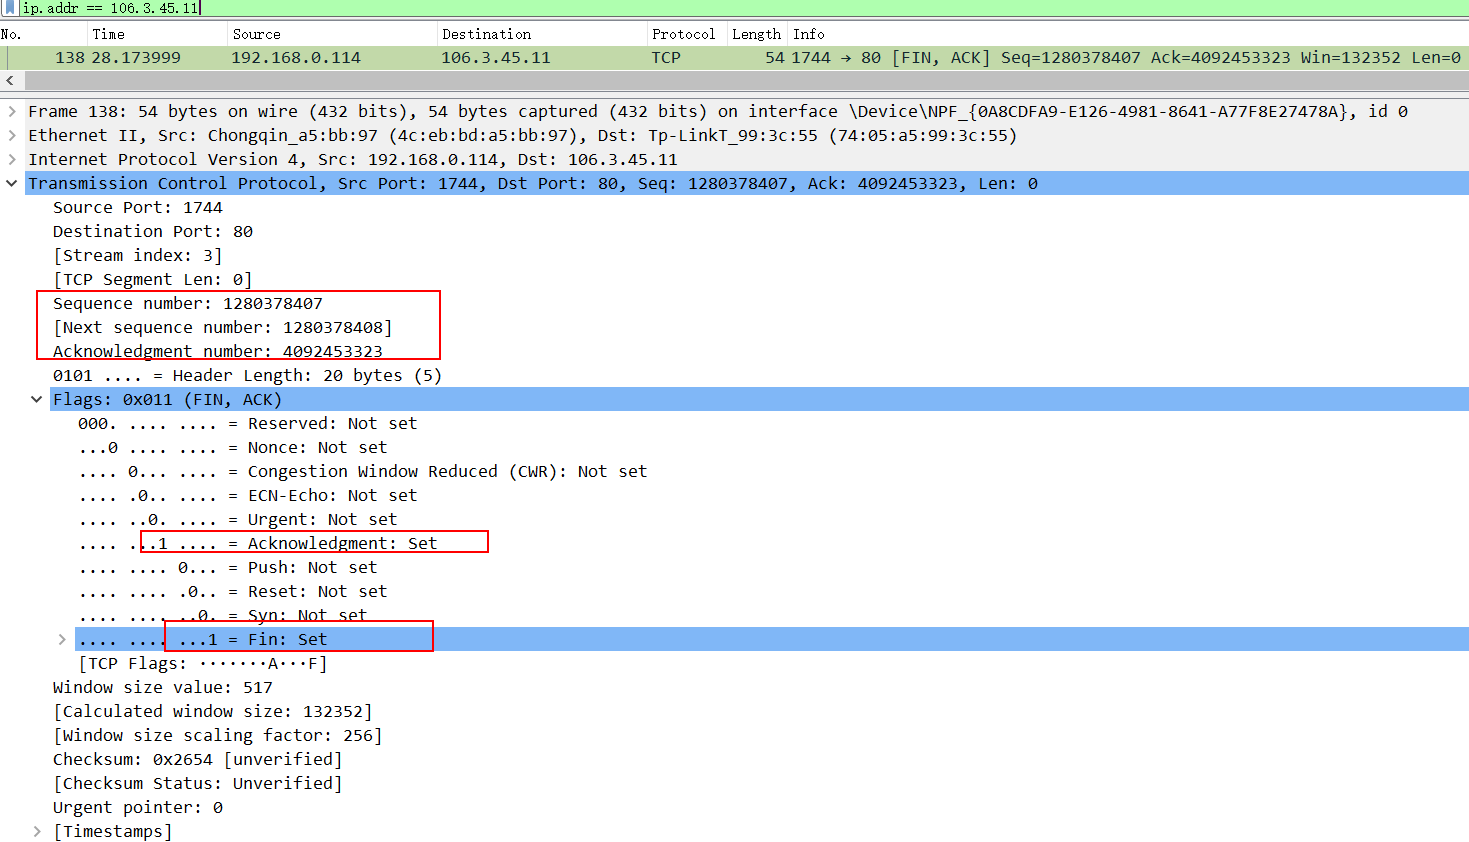 ip.addr == 106.3.45.11
No. Time Source Destination Protocol Length Info
138 28.173999 192.168.0.114 106.3.45.11 TCP 54 1744 → 80 [FIN, ACK] Seq=1280378407 Ack=4092453323 Win=132352 Len=0
Frame 138: 54 bytes on wire (432 bits), 54 bytes captured (432 bits) on interface \Device\NPF_{0A8CDFA9-E126-4981-8641-A77F8E27478A}, id 0
Ethernet II, Src: Chongqin_a5:bb:97 (4c:eb:bd:a5:bb:97), Dst: Tp-LinkT_99:3c:55 (74:05:a5:99:3c:55)
Internet Protocol Version 4, Src: 192.168.0.114, Dst: 106.3.45.11
Transmission Control Protocol, Src Port: 1744, Dst Port: 80, Seq: 1280378407, Ack: 4092453323, Len: 0
Source Port: 1744
Destination Port: 80
[Stream index: 3]
[TCP Segment Len: 0]
Sequence number: 1280378407
[Next sequence number: 1280378408]
Acknowledgment number: 4092453323
0101 .... = Header Length: 20 bytes (5)
Flags: 0x011 (FIN, ACK)
000. .... .... = Reserved: Not set
...0 .... .... = Nonce: Not set
.... 0... .... = Congestion Window Reduced (CWR): Not set
.... .0.. .... = ECN-Echo: Not set
.... ..0. .... = Urgent: Not set
.... ...1 .... = Acknowledgment: Set
.... .... 0... = Push: Not set
.... .... .0.. = Reset: Not set
.... .... ..0. = Syn: Not set
.... .... ...1 = Fin: Set
[TCP Flags: ·······A···F]
Window size value: 517
[Calculated window size: 132352]
[Window size scaling factor: 256]
Checksum: 0x2654 [unverified]
[Checksum Status: Unverified]
Urgent pointer: 0
[Timestamps]